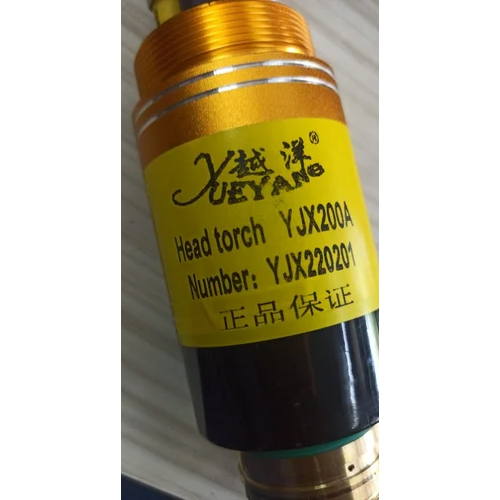 越洋®
YUEYANG
Head torch YJX200A
Number: YJX220201
正品保证